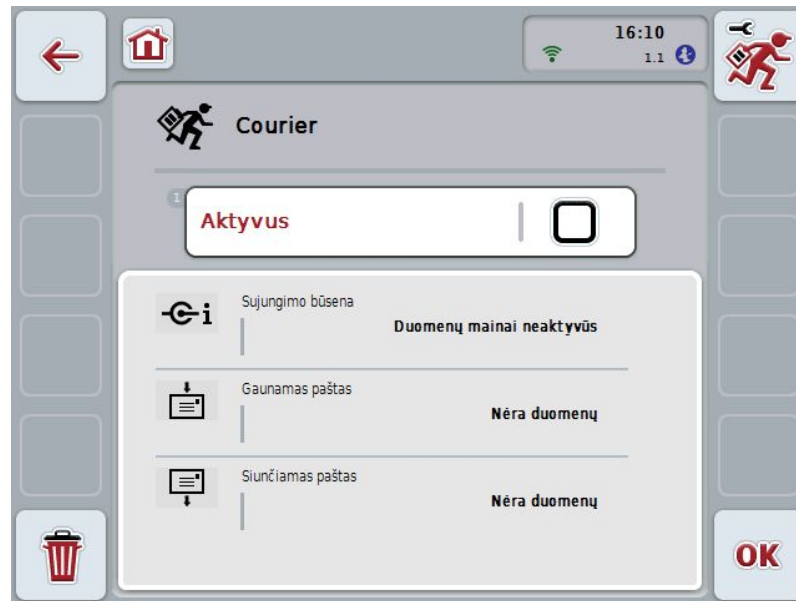 16:10
1.1
Courier
I
Aktyvus
i
Sujungimo būsena
Duomenų mainai neaktyvūs
Gaunamas paštas
Nėra duomenų
Siunčiamas paštas
Nėra duomenų
OK